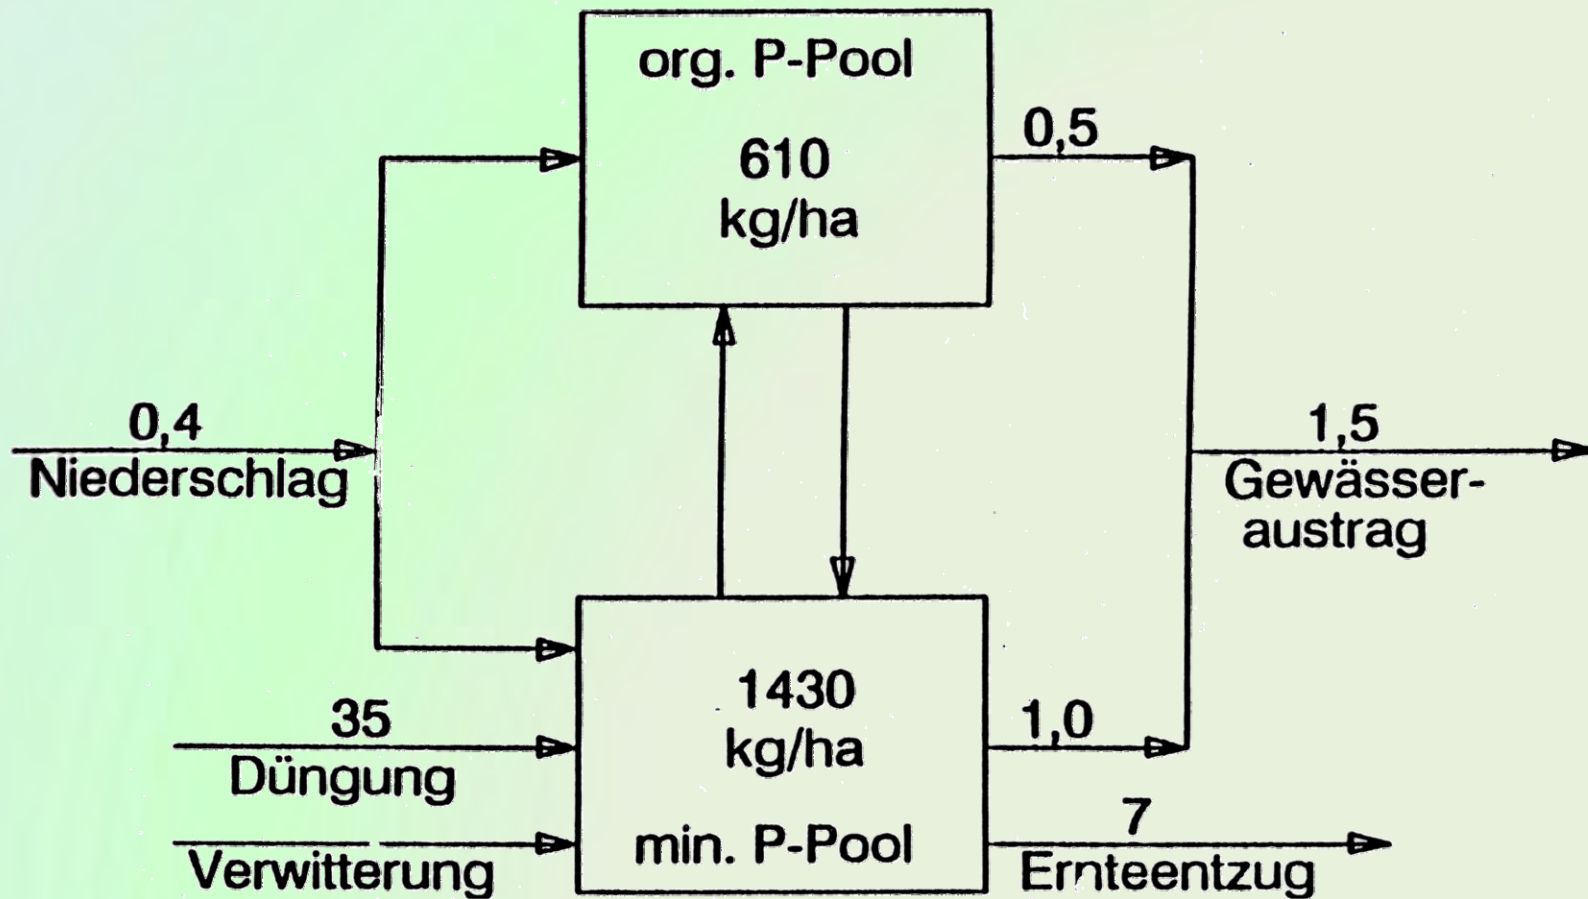 org. P-Pool
610
kg/ha
0,5
0,4
Niederschlag
1,5
Gewässer-
austrag
35
Düngung
Verwitterung
1430
kg/ha
min. P-Pool
1,0
7
Ernteentzug